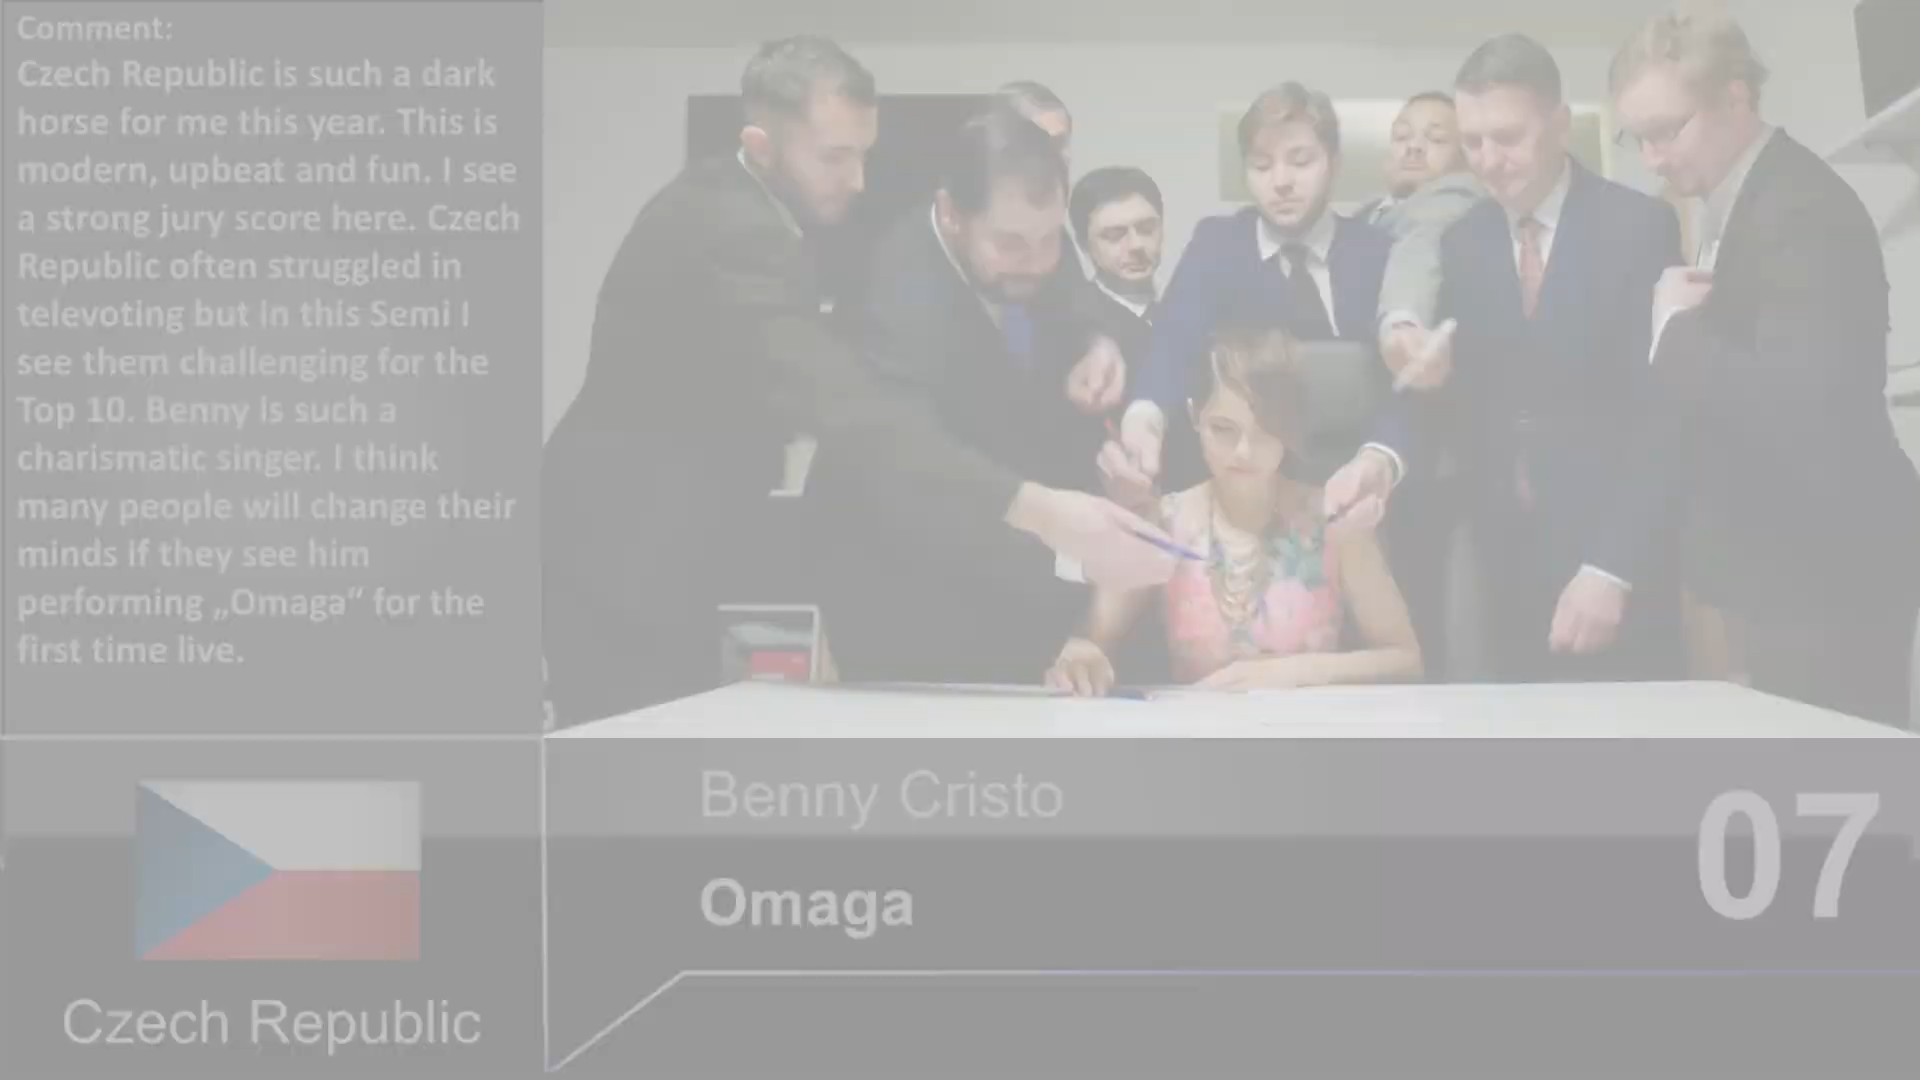 Comment:
Czech Republic is such a dark
horse for me this year. This is
modern, upbeat and fun. I see
a strong jury score here. Czech
Republic often struggled in
televoting but in this Semi I
see them challenging for the
Top 10. Benny is such a
charismatic singer. I think
many people will change their
minds if they see him
performing „Omaga“ for the
first time live.
Benny Cristo
07
Omaga
Czech Republic